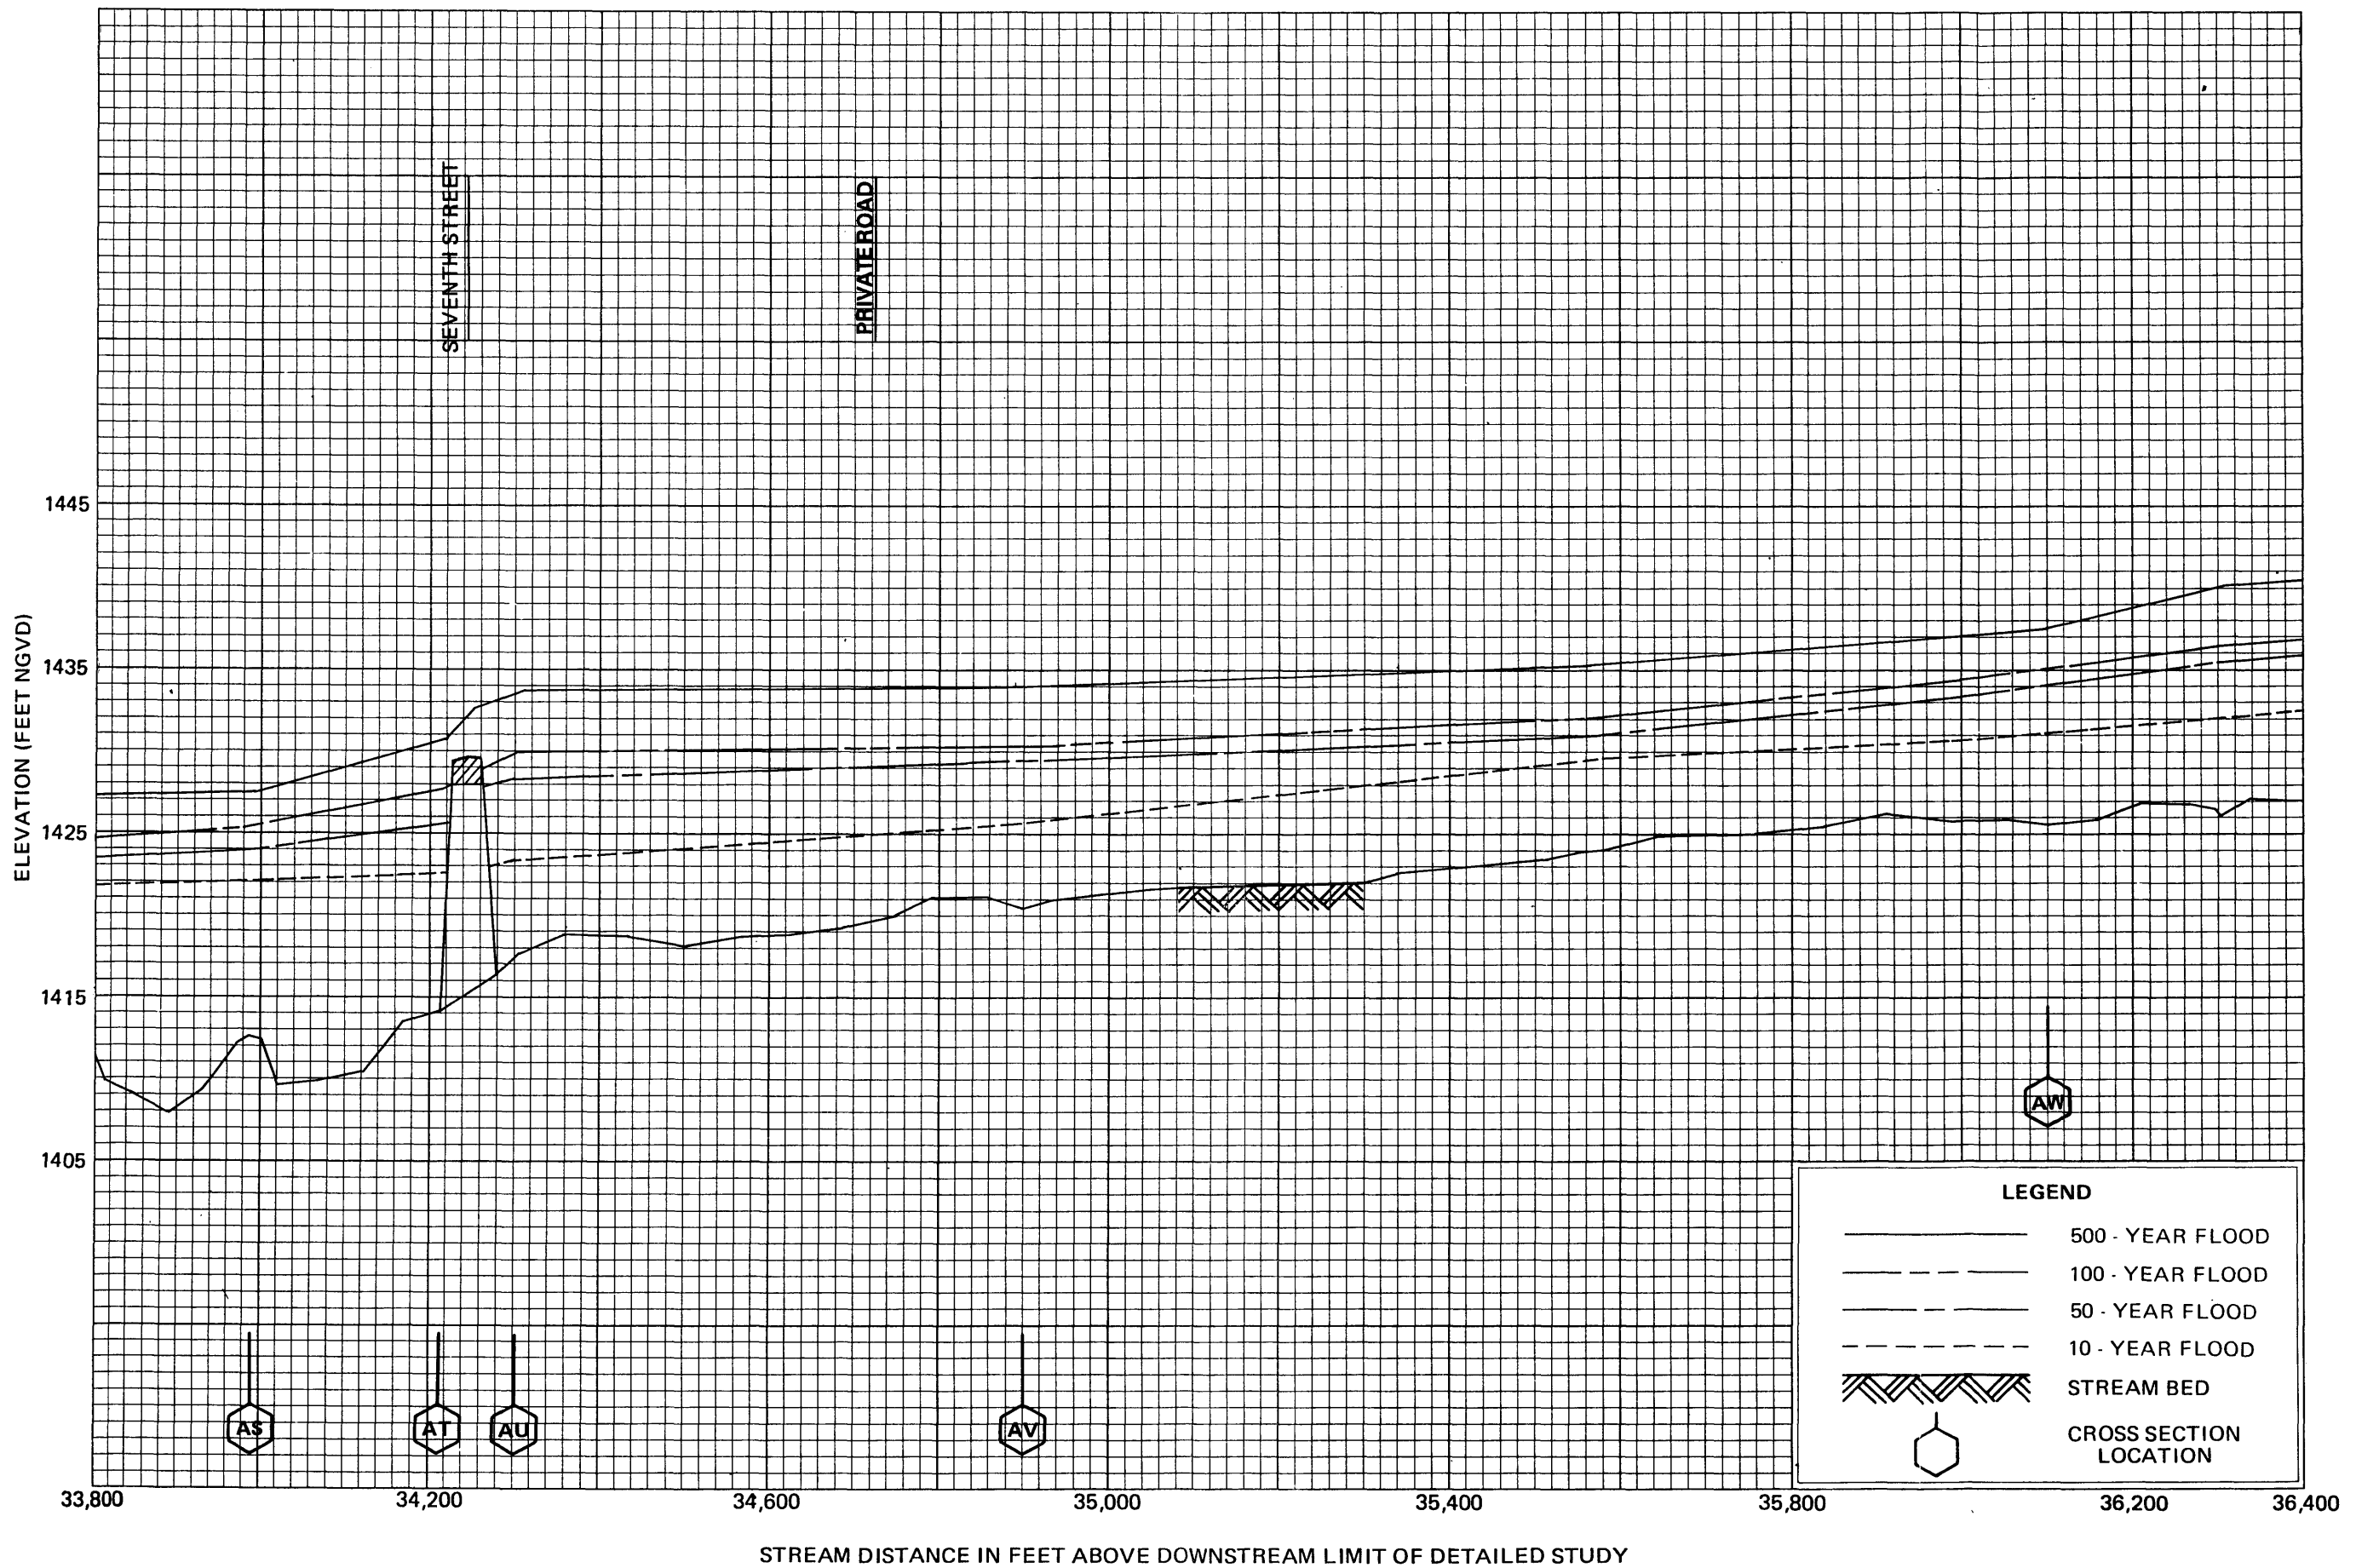 SEVENTH STREET
PRIVATE ROAD
ELEVATION (FEET NGVD)
1445
1435
1425
1415
1405
AS
AT
AU
AV
AW
LEGEND
500 - YEAR FLOOD
100 - YEAR FLOOD
50 - YEAR FLOOD
10 - YEAR FLOOD
STREAM BED
CROSS SECTION
LOCATION
33,800
34,200
34,600
35,000
35,400
35,800
36,200
36,400
STREAM DISTANCE IN FEET ABOVE DOWNSTREAM LIMIT OF DETAILED STUDY